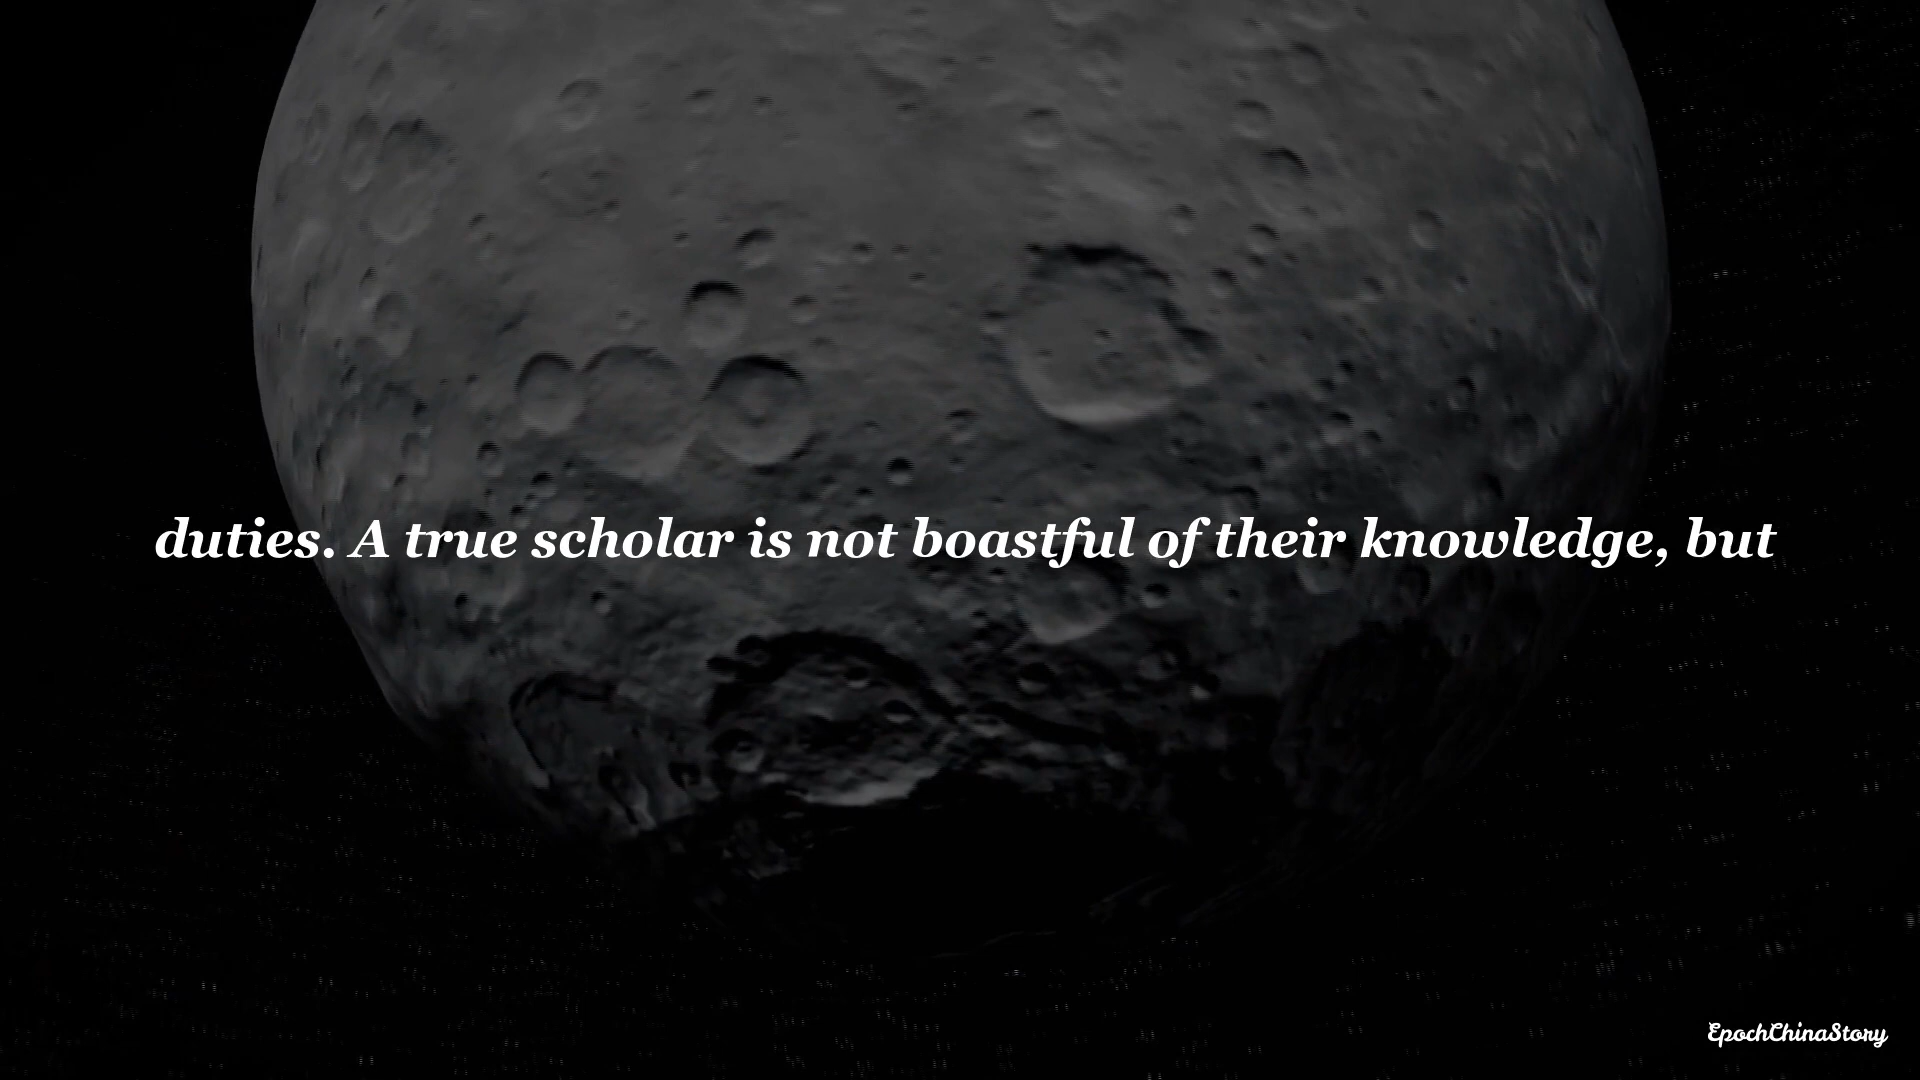 duties. A true scholar is not boastful of their knowledge, but
EpochChinaStory